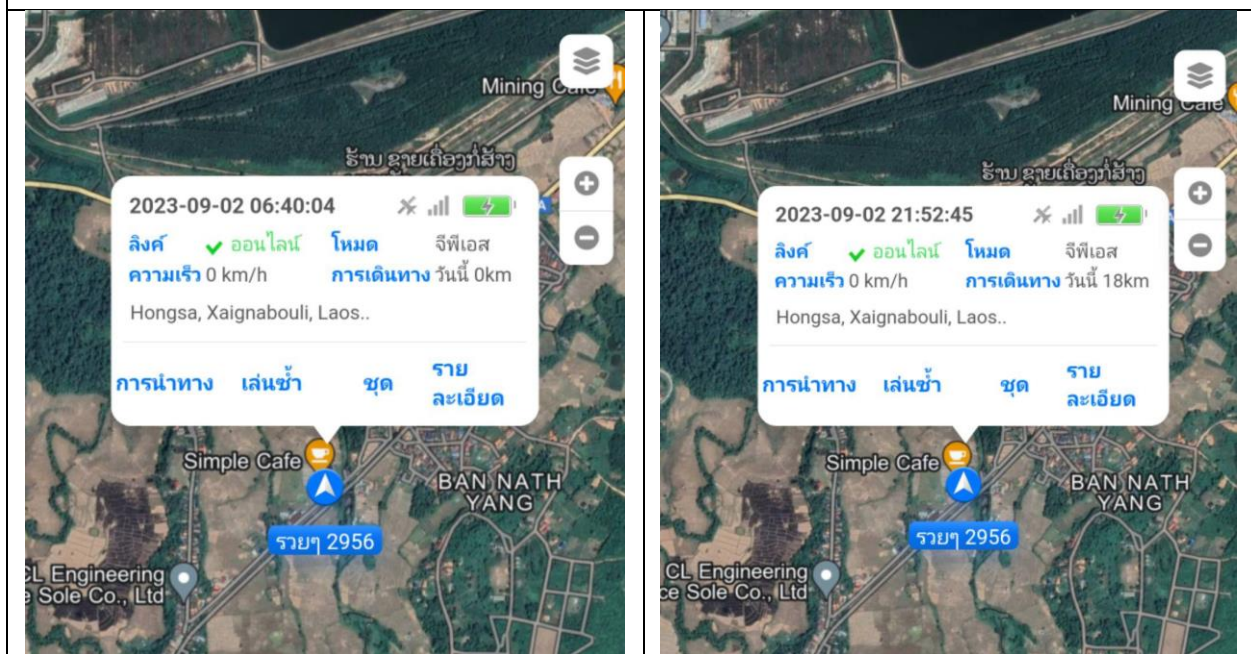 Mining Cafe
ຮ້ານ ຂາຍເຄື່ອງກໍ່ສ້າງ
2023-09-02 06:40:04
ลิงค์ ออนไลน์ โหมด จีพีเอส
ความเร็ว 0 km/h การเดินทาง วันนี้ 0km
Hongsa, Xaignabouli, Laos..
การนำทาง เล่นซ้ำ ชุด ราย
ละเอียด
Simple Cafe
BAN NATH
YANG
รวยๆ 2956
CL Engineering
e Sole Co., Ltd
Mining Cafe
ຮ້ານ ຂາຍເຄື່ອງກໍ່ສ້າງ
2023-09-02 21:52:45
ลิงค์ ออนไลน์ โหมด จีพีเอส
ความเร็ว 0 km/h การเดินทาง วันนี้ 18km
Hongsa, Xaignabouli, Laos..
การนำทาง เล่นซ้ำ ชุด ราย
ละเอียด
Simple Cafe
BAN NATH
YANG
รวยๆ 2956
CL Engineering
ce Sole Co., Ltd